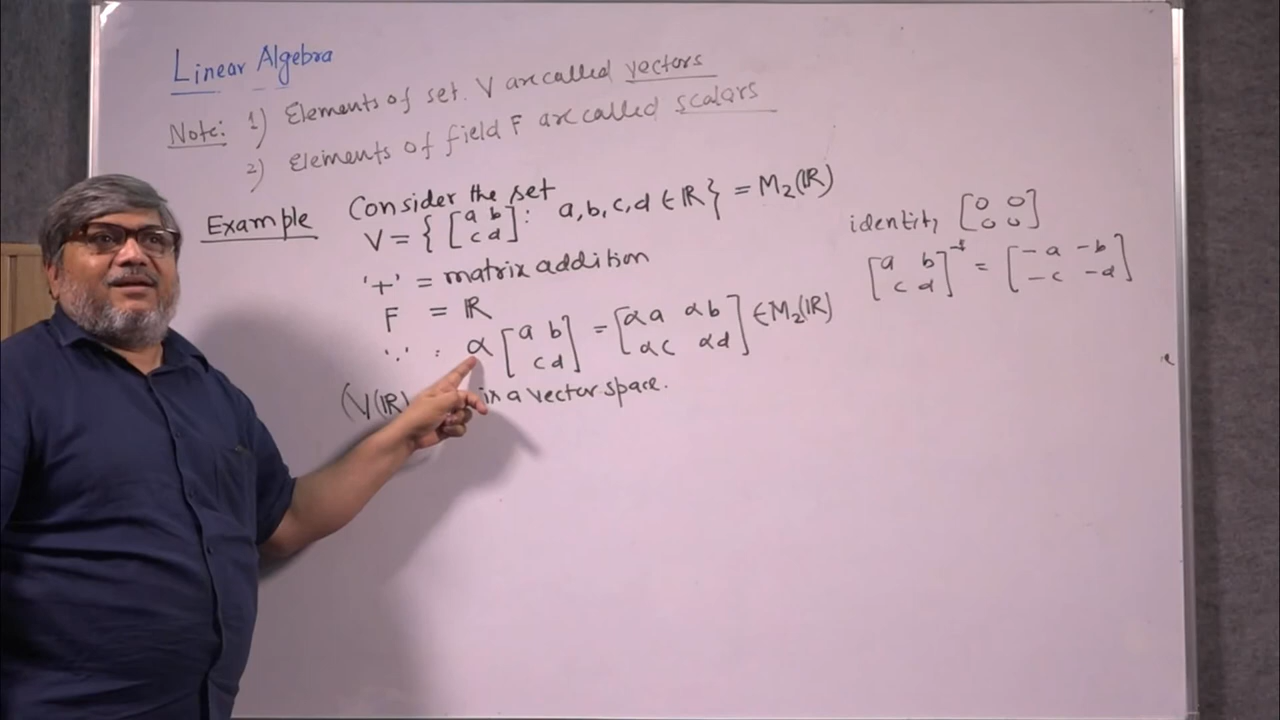 Linear Algebra
Note: 1) Elements of set V are called vectors
2) Elements of field F are called scalars
Example Consider the set
V = { [a b; c d] : a, b, c, d ∈ ℝ } = M₂(ℝ)
'+' = matrix addition
F = ℝ
'.' : α [a b; c d] = [αa αb; αc αd] ∈ M₂(ℝ)
(V(ℝ) is a vector space.
identity [0 0; 0 0]
[a b; c d]⁻¹ = [-a -b; -c -d]